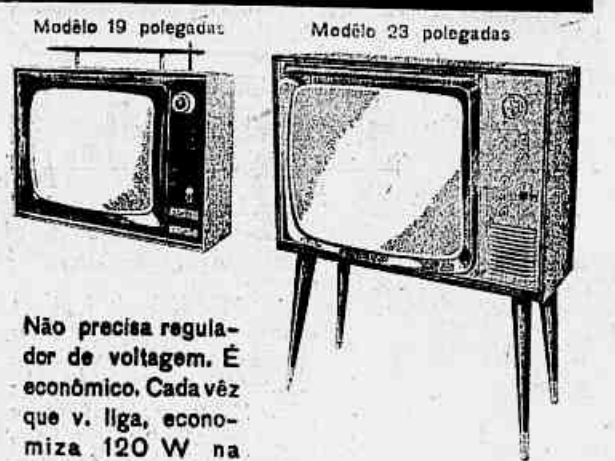 Modêlo 19 polegadas
Modêlo 23 polegadas
Não precisa regula-
dor de voltagem. É
econômico. Cada vêz
que v. liga, econo-
miza 120 W na